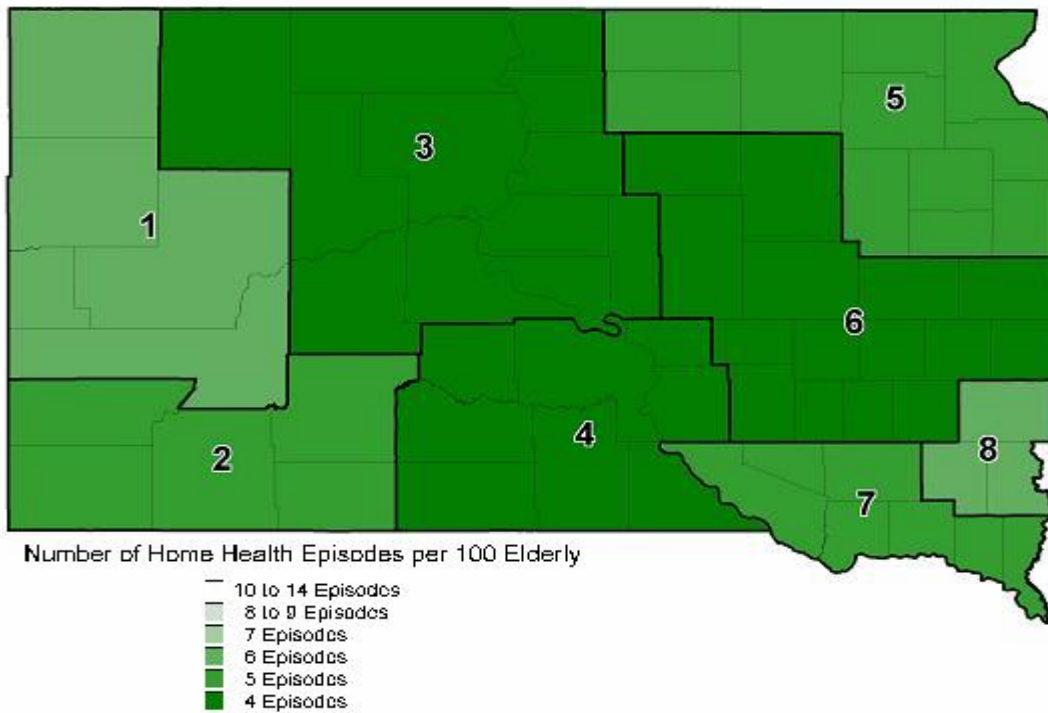 5
3
1
6
4
8
2
7
Number of Home Health Episodes per 100 Elderly
10 to 14 Episodes
8 to 9 Episodes
7 Episodes
6 Episodes
5 Episodes
4 Episodes